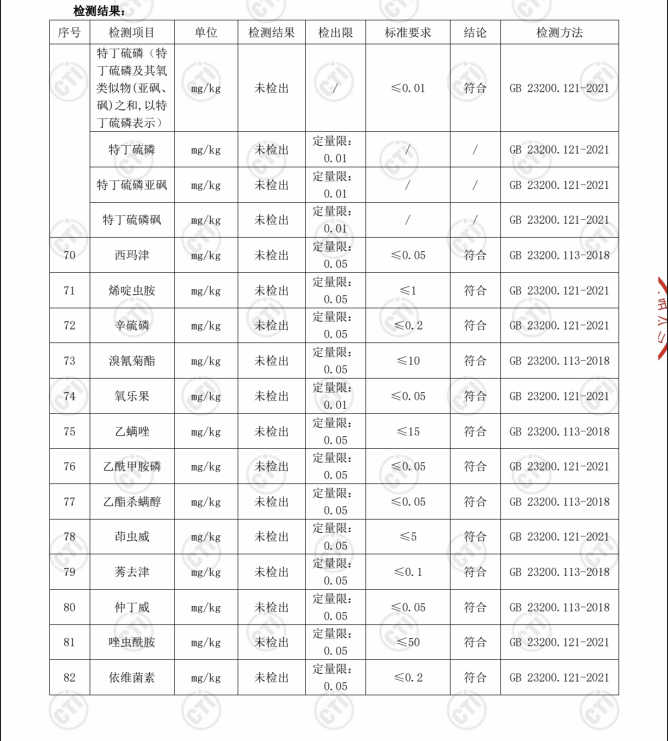 检测结果：
序号 检测项目 单位 检测结果 检出限 标准要求 结论 检测方法
特丁硫磷（特
丁硫磷及其氧
类似物(亚砜、
砜)之和,以特
丁硫磷表示） mg/kg 未检出 / ≤0.01 符合 GB 23200.121-2021
特丁硫磷 mg/kg 未检出 定量限：
0.01 / / GB 23200.121-2021
特丁硫磷亚砜 mg/kg 未检出 定量限：
0.01 / / GB 23200.121-2021
特丁硫磷砜 mg/kg 未检出 定量限：
0.01 / / GB 23200.121-2021
70 西玛津 mg/kg 未检出 定量限：
0.05 ≤0.05 符合 GB 23200.113-2018
71 烯啶虫胺 mg/kg 未检出 定量限：
0.05 ≤1 符合 GB 23200.121-2021
72 辛硫磷 mg/kg 未检出 定量限：
0.05 ≤0.2 符合 GB 23200.121-2021
73 溴氰菊酯 mg/kg 未检出 定量限：
0.05 ≤10 符合 GB 23200.113-2018
74 氧乐果 mg/kg 未检出 定量限：
0.01 ≤0.05 符合 GB 23200.121-2021
75 乙螨唑 mg/kg 未检出 定量限：
0.05 ≤15 符合 GB 23200.113-2018
76 乙酰甲胺磷 mg/kg 未检出 定量限：
0.05 ≤0.05 符合 GB 23200.121-2021
77 乙酯杀螨醇 mg/kg 未检出 定量限：
0.05 ≤0.05 符合 GB 23200.113-2018
78 茚虫威 mg/kg 未检出 定量限：
0.05 ≤5 符合 GB 23200.121-2021
79 莠去津 mg/kg 未检出 定量限：
0.05 ≤0.1 符合 GB 23200.113-2018
80 仲丁威 mg/kg 未检出 定量限：
0.05 ≤0.05 符合 GB 23200.113-2018
81 唑虫酰胺 mg/kg 未检出 定量限：
0.05 ≤50 符合 GB 23200.121-2021
82 依维菌素 mg/kg 未检出 定量限：
0.05 ≤0.2 符合 GB 23200.121-2021
CTI